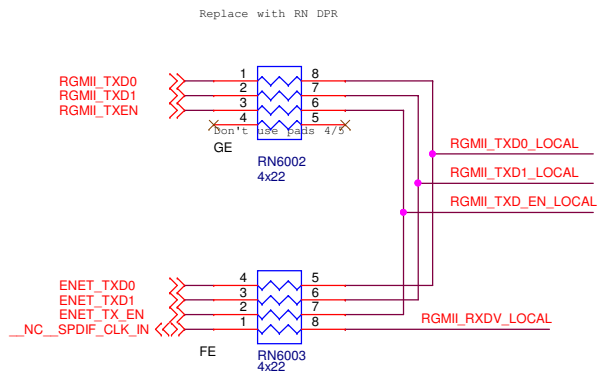 Replace with RN DPR
RGMII_TXD0 1 8
RGMII_TXD1 2 7
RGMII_TXEN 3 6
4 5
Don't use pads 4/5
GE
RN6002
4x22
RGMII_TXD0_LOCAL
RGMII_TXD1_LOCAL
RGMII_TXD_EN_LOCAL
ENET_TXD0 4 5
ENET_TXD1 3 6
ENET_TX_EN 2 7
__NC__SPDIF_CLK_IN 1 8 RGMII_RXDV_LOCAL
FE
RN6003
4x22